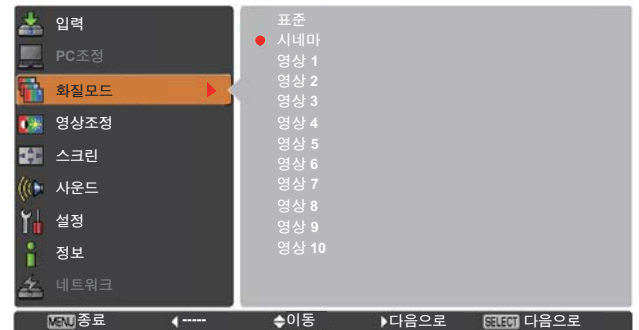 입력
PC조정
화질모드
영상조정
스크린
사운드
설정
정보
네트워크
표준
시네마
영상 1
영상 2
영상 3
영상 4
영상 5
영상 6
영상 7
영상 8
영상 9
영상 10
MENU 종료 ----- 이동 다음으로 SELECT 다음으로